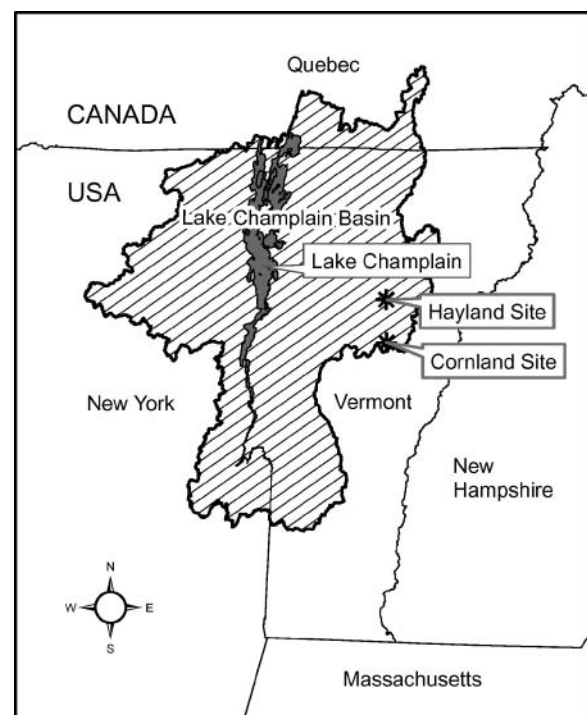 Quebec
CANADA
USA
Lake Champlain Basin
Lake Champlain
Hayland Site
Cornland Site
New York
Vermont
New
Hampshire
N
W
E
S
Massachusetts